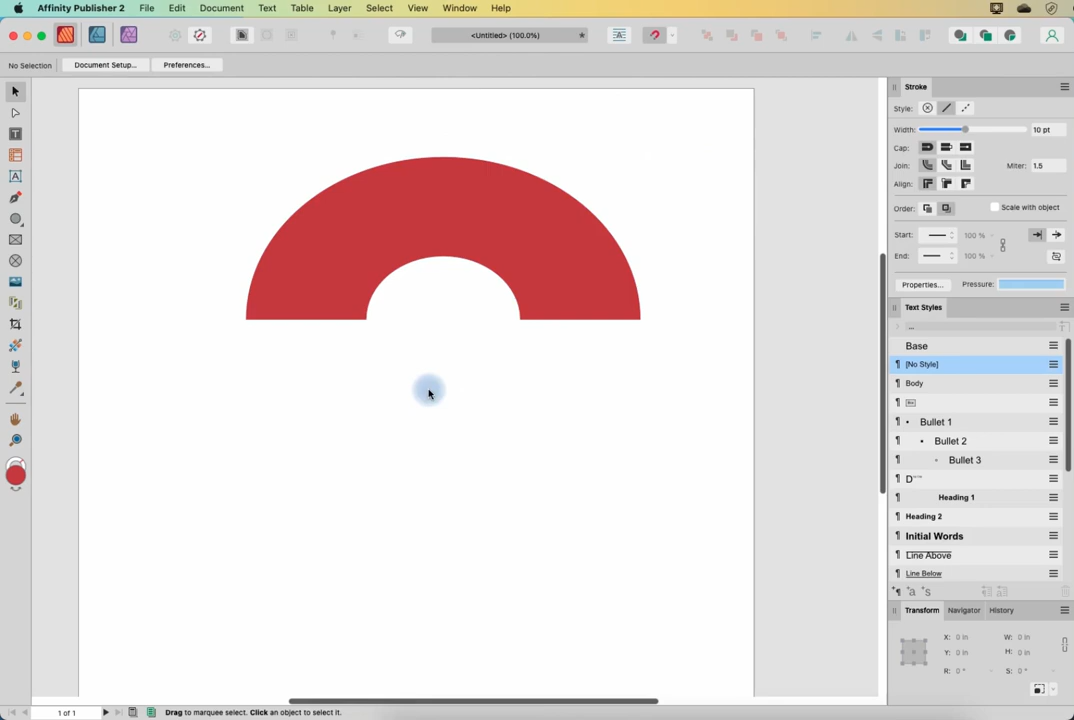 Affinity Publisher 2 File Edit Document Text Table Layer Select View Window Help
<Untitled> (100.0%)
No Selection Document Setup... Preferences...
Stroke
Style:
Width: 10 pt
Cap:
Join: Miter: 1.5
Align:
Order: Scale with object
Start: 100 %
End: 100 %
Properties... Pressure:
Text Styles
...
Base
¶ [No Style]
¶ Body
¶
¶ • Bullet 1
¶ • Bullet 2
¶ • Bullet 3
¶ D
¶ Heading 1
¶ Heading 2
¶ Initial Words
¶ Line Above
¶ Line Below
Transform Navigator History
X: 0 in W: 0 in
Y: 0 in H: 0 in
R: 0 ° S: 0 °
1 of 1 Drag to marquee select. Click an object to select it.